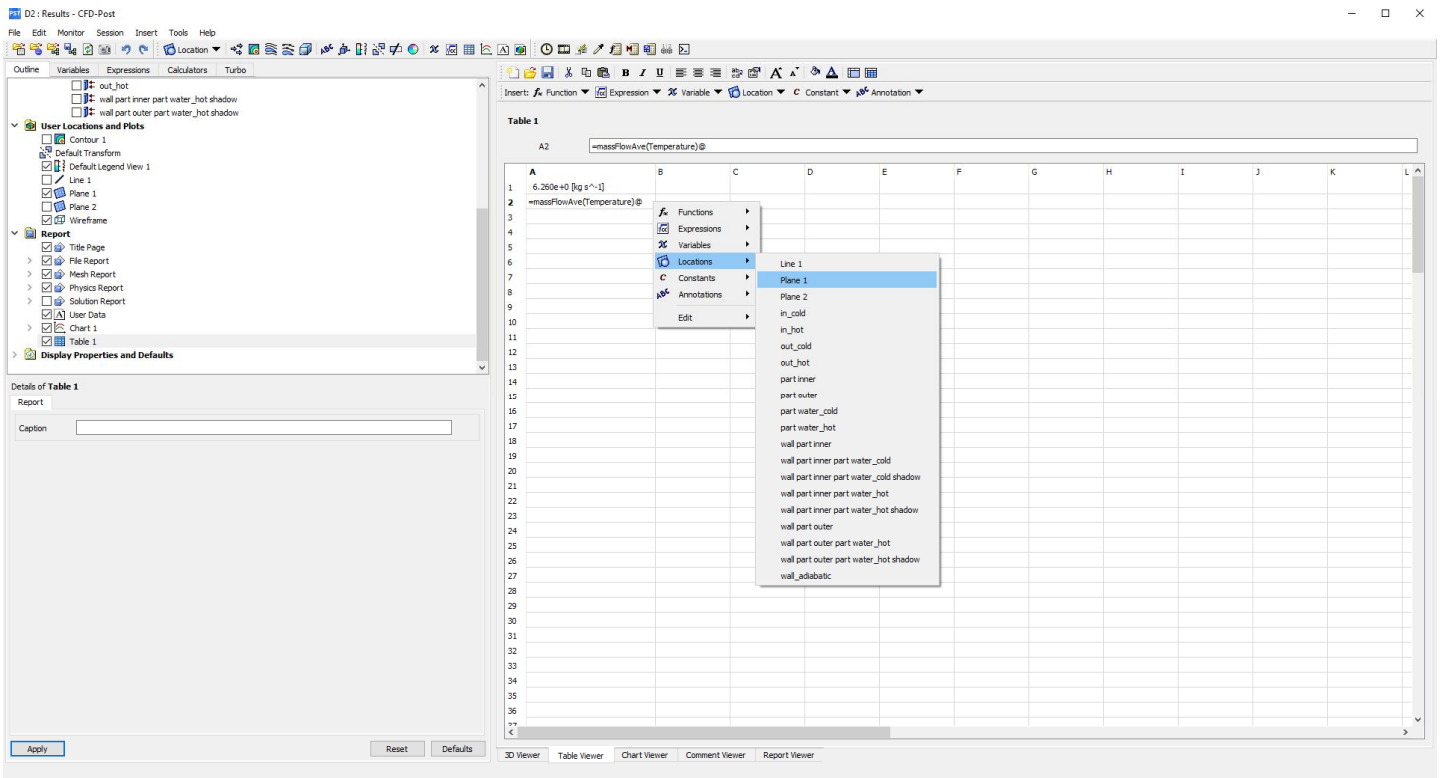 D2 : Results - CFD-Post
File Edit Monitor Session Insert Tools Help
Location
Outline Variables Expressions Calculators Turbo
out_hot
wall part inner part water_hot shadow
wall part outer part water_hot shadow
User Locations and Plots
Contour 1
Default Transform
Default Legend View 1
Line 1
Plane 1
Plane 2
Wireframe
Report
Title Page
File Report
Mesh Report
Physics Report
Solution Report
User Data
Chart 1
Table 1
Display Properties and Defaults
Details of Table 1
Report
Caption
Apply Reset Defaults
Insert: Function Expression Variable Location Constant Annotation
Table 1
A2 =massFlowAve(Temperature)@
A B C D E F G H I J K L
1 6.260e+0 [kg s^-1]
2 =massFlowAve(Temperature)@
3
4
5
6
7
8
9
10
11
12
13
14
15
16
17
18
19
20
21
22
23
24
25
26
27
28
29
30
31
32
33
34
35
36
37
Functions
Expressions
Variables
Locations
Constants
Annotations
Edit
Line 1
Plane 1
Plane 2
in_cold
in_hot
out_cold
out_hot
part inner
part outer
part water_cold
part water_hot
wall part inner
wall part inner part water_cold
wall part inner part water_cold shadow
wall part inner part water_hot
wall part inner part water_hot shadow
wall part outer
wall part outer part water_hot
wall part outer part water_hot shadow
wall_adiabatic
3D Viewer Table Viewer Chart Viewer Comment Viewer Report Viewer